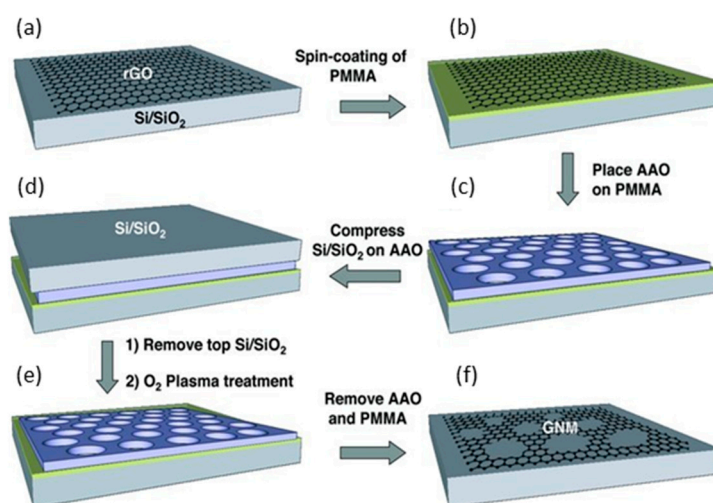 (a)
rGO
Si/SiO2
Spin-coating of
PMMA
(b)
Place AAO
on PMMA
(c)
Compress
Si/SiO2 on AAO
(d)
Si/SiO2
1) Remove top Si/SiO2
2) O2 Plasma treatment
(e)
Remove AAO
and PMMA
(f)
GNM